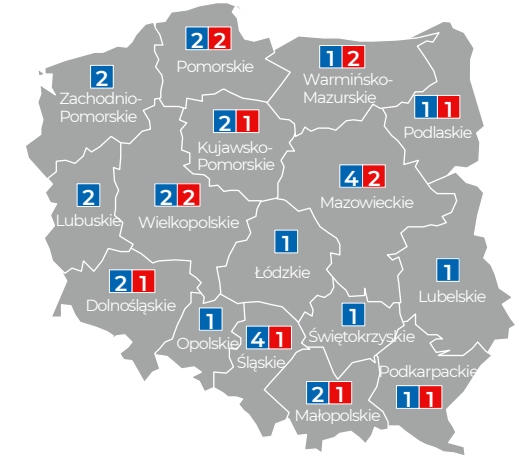 2 2
Pomorskie
1 2
Warmińsko-
Mazurskie
2
Zachodnio-
Pomorskie
2 1
Kujawsko-
Pomorskie
1 1
Podlaskie
4 2
Mazowieckie
2
Lubuskie
2 2
Wielkopolskie
1
Łódzkie
1
Lubelskie
2 1
Dolnośląskie
1
Opolskie
4 1
Śląskie
1
Świętokrzyskie
2 1
Małopolskie
Podkarpackie
1 1